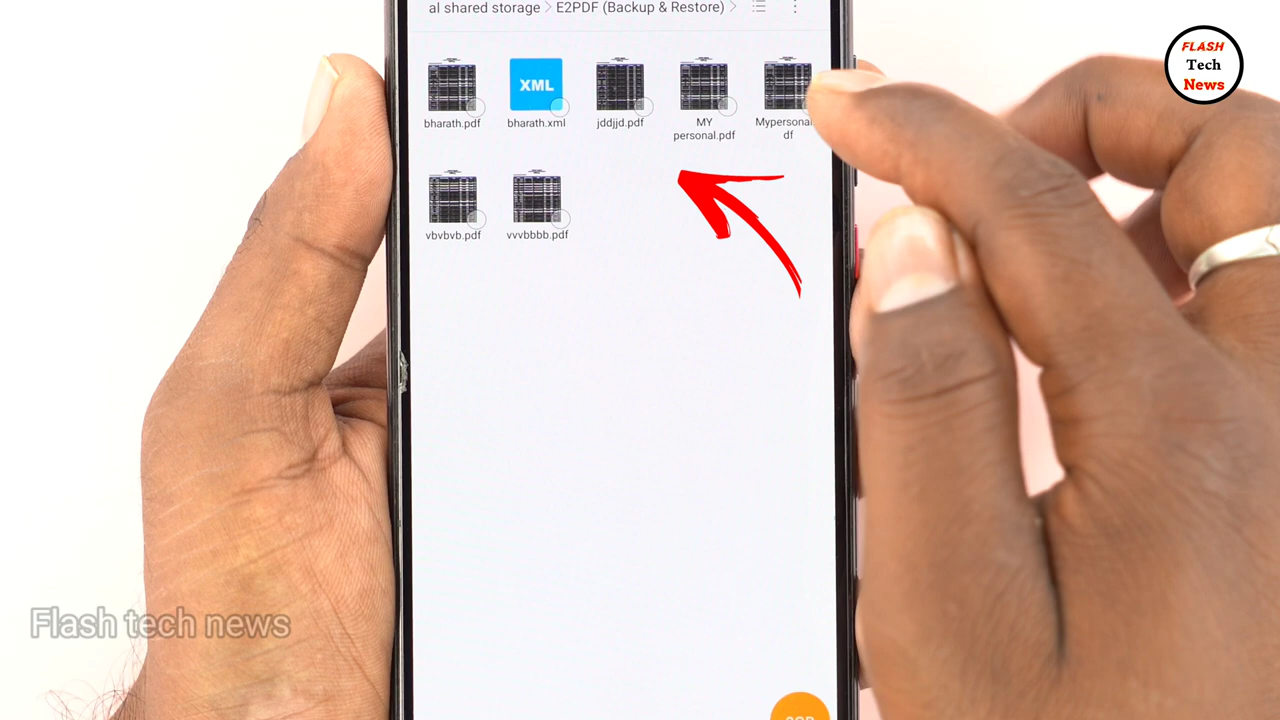 al shared storage > E2PDF (Backup & Restore) >
FLASH
Tech
News
XML
bharath.pdf
bharath.xml
jddjjd.pdf
MY
personal.pdf
Mypersonal
df
vbvbvb.pdf
vvvbbbb.pdf
Flash tech news